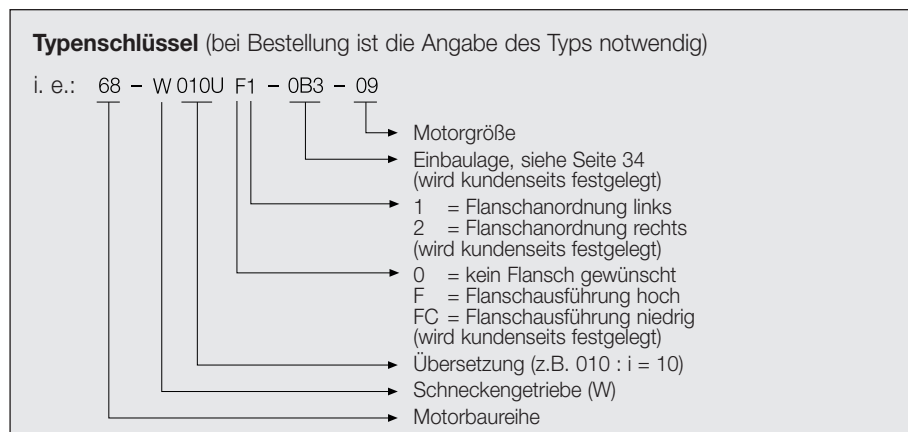 Typenschlüssel (bei Bestellung ist die Angabe des Typs notwendig)
i. e.: 68 – W 010U F1 – 0B3 – 09
Motorgröße
Einbaulage, siehe Seite 34
(wird kundenseits festgelegt)
1 = Flanschanordnung links
2 = Flanschanordnung rechts
(wird kundenseits festgelegt)
0 = kein Flansch gewünscht
F = Flanschausführung hoch
FC = Flanschausführung niedrig
(wird kundenseits festgelegt)
Übersetzung (z.B. 010 : i = 10)
Schneckengetriebe (W)
Motorbaureihe